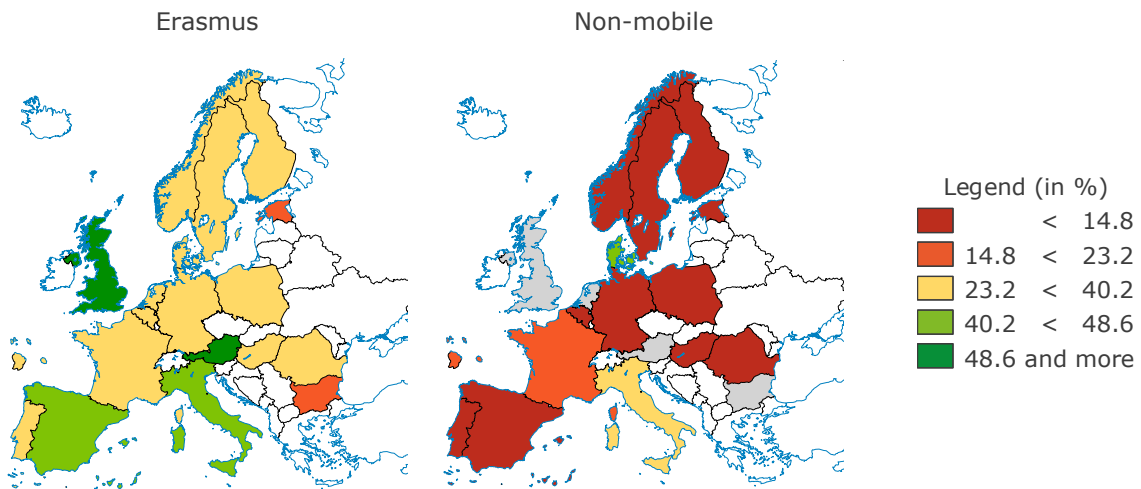 Erasmus
Non-mobile
Legend (in %)
< 14.8
14.8 < 23.2
23.2 < 40.2
40.2 < 48.6
48.6 and more